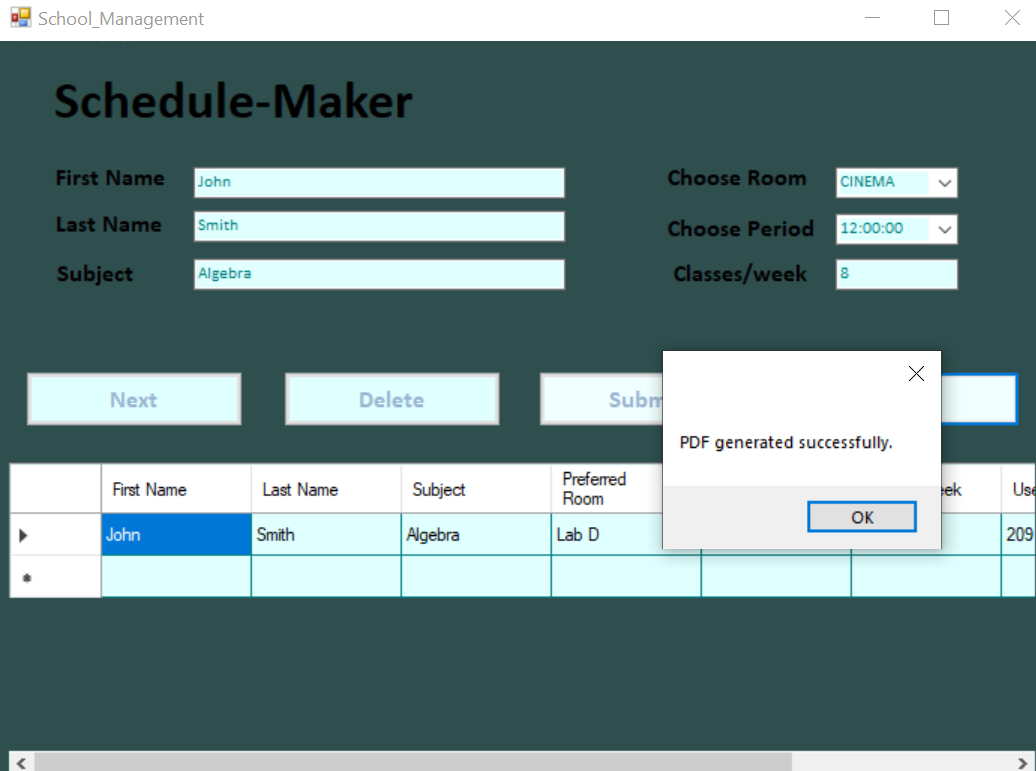 School_Management
Schedule-Maker
First Name John Choose Room CINEMA
Last Name Smith Choose Period 12:00:00
Subject Algebra Classes/week 8
Next Delete Subm
PDF generated successfully.
OK
First Name Last Name Subject Preferred Room eek Use
John Smith Algebra Lab D 209